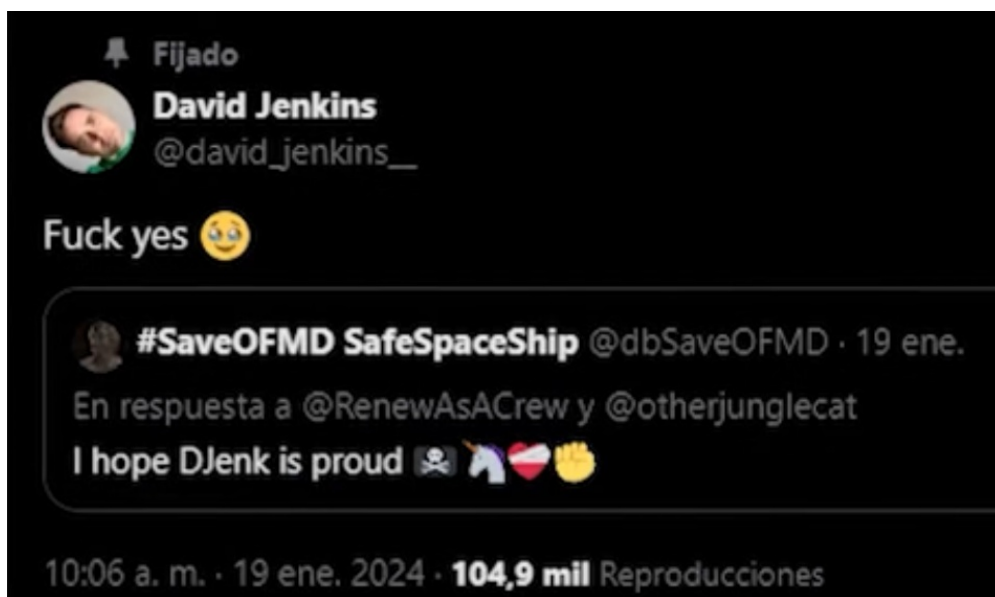 Fijado
David Jenkins
@david_jenkins__
Fuck yes 🥹
#SaveOFMD SafeSpaceShip @dbSaveOFMD · 19 ene.
En respuesta a @RenewAsACrew y @otherjunglecat
I hope DJenk is proud 🏴‍☠️🦄❤️‍🩹✊
10:06 a. m. · 19 ene. 2024 · 104,9 mil Reproducciones